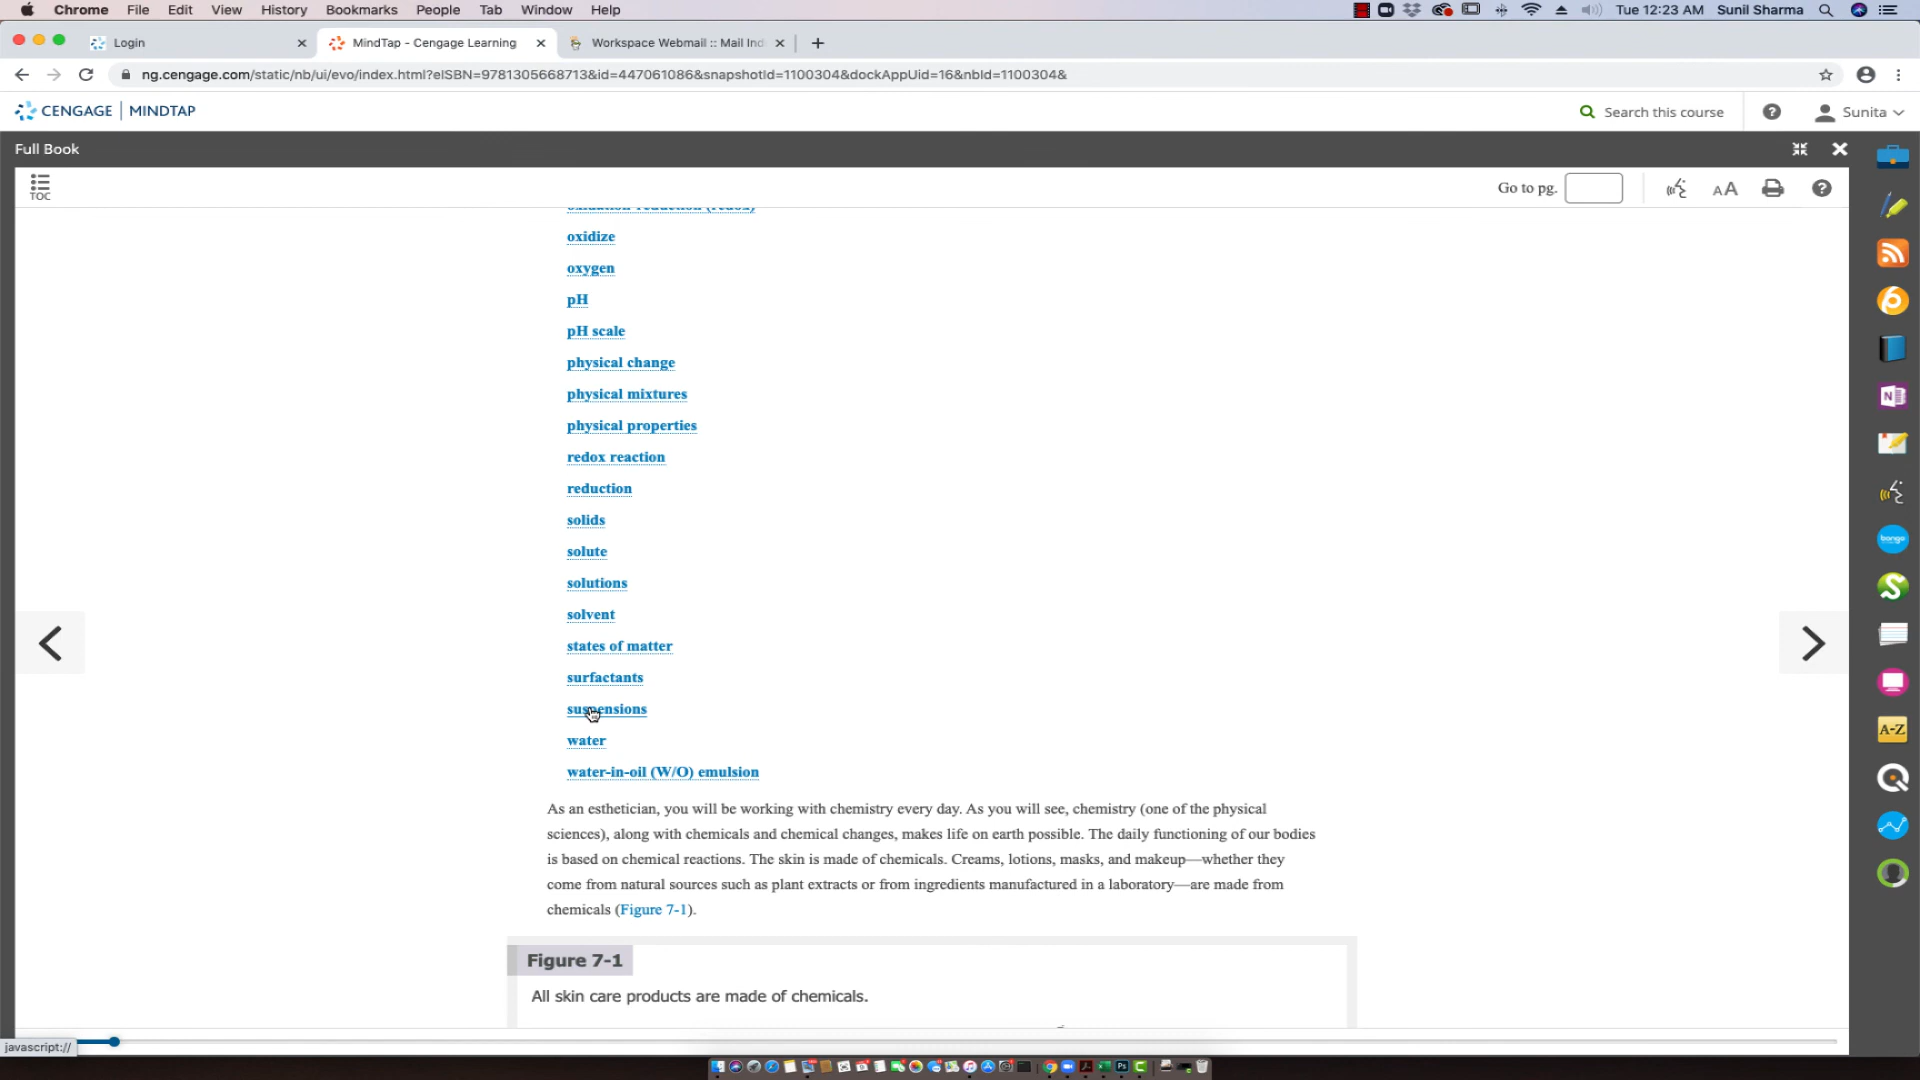 Chrome File Edit View History Bookmarks People Tab Window Help Tue 12:23 AM Sunil Sharma
Login MindTap - Cengage Learning Workspace Webmail :: Mail Ind
ng.cengage.com/static/nb/ui/evo/index.html?eISBN=9781305668713&id=447061086&snapshotId=1100304&dockAppUid=16&nbId=1100304&
CENGAGE MINDTAP Search this course Sunita
Full Book
TOC Go to pg. AA
oxidation-reduction (redox)
oxidize
oxygen
pH
pH scale
physical change
physical mixtures
physical properties
redox reaction
reduction
solids
solute
solutions
solvent
states of matter
surfactants
suspensions
water
water-in-oil (W/O) emulsion
As an esthetician, you will be working with chemistry every day. As you will see, chemistry (one of the physical
sciences), along with chemicals and chemical changes, makes life on earth possible. The daily functioning of our bodies
is based on chemical reactions. The skin is made of chemicals. Creams, lotions, masks, and makeup—whether they
come from natural sources such as plant extracts or from ingredients manufactured in a laboratory—are made from
chemicals (Figure 7-1).
Figure 7-1
All skin care products are made of chemicals.
javascript://
N
bongo
S
A-Z